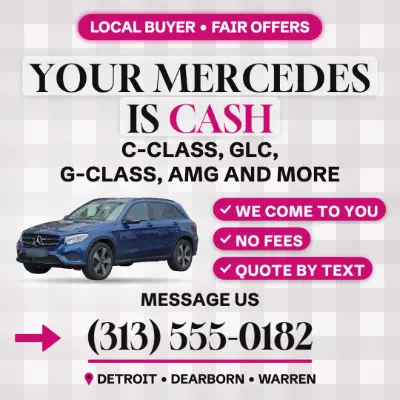 LOCAL BUYER • FAIR OFFERS
YOUR MERCEDES
IS CASH
C-CLASS, GLC,
G-CLASS, AMG AND MORE
WE COME TO YOU
NO FEES
QUOTE BY TEXT
MESSAGE US
(313) 555-0182
DETROIT • DEARBORN • WARREN